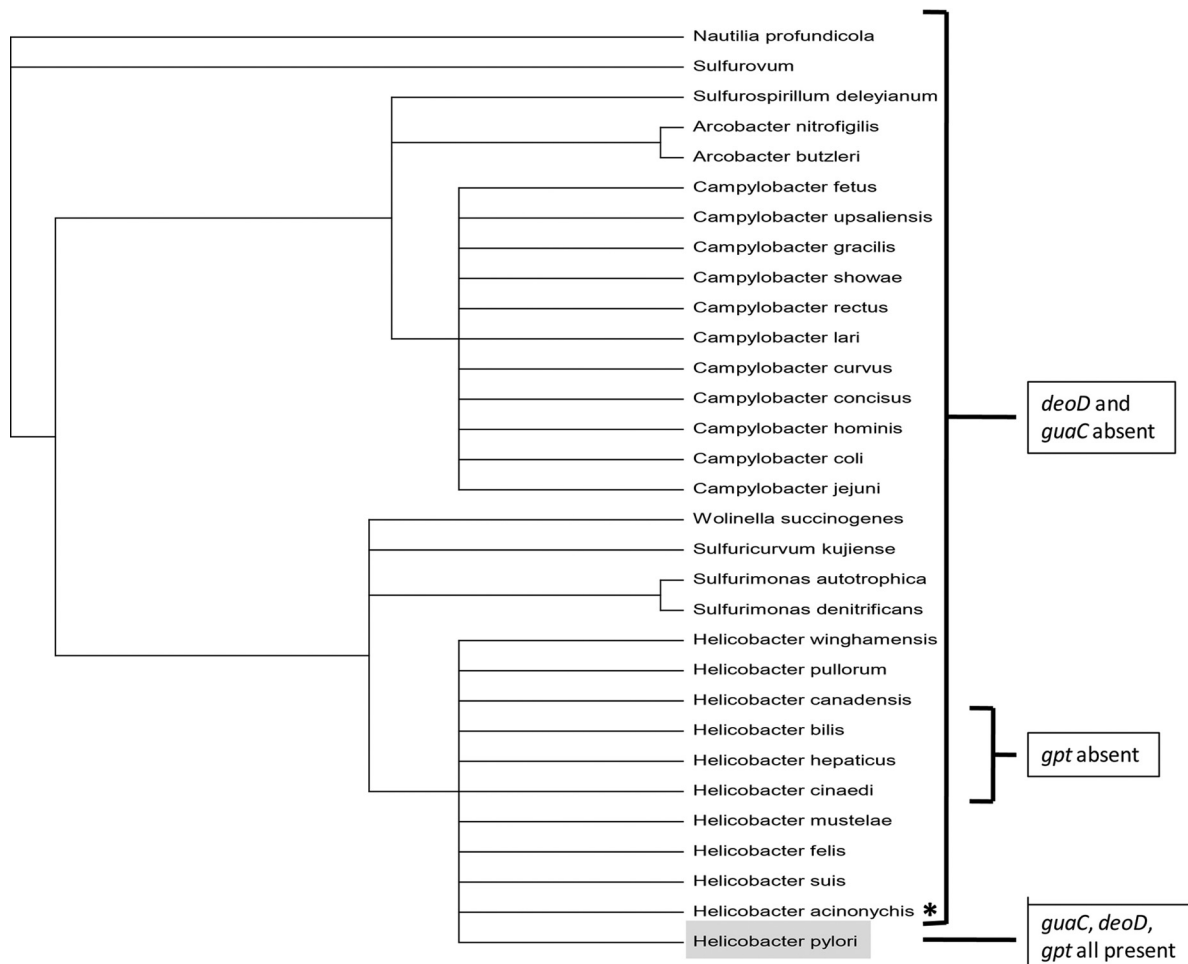 Nautilia profundicola
Sulfurovum
Sulfurospirillum deleyianum
Arcobacter nitrofigilis
Arcobacter butzleri
Campylobacter fetus
Campylobacter upsaliensis
Campylobacter gracilis
Campylobacter showae
Campylobacter rectus
Campylobacter lari
Campylobacter curvus
Campylobacter concisus
Campylobacter hominis
Campylobacter coli
Campylobacter jejuni
Wolinella succinogenes
Sulfuricurvum kujiense
Sulfurimonas autotrophica
Sulfurimonas denitrificans
Helicobacter winghamensis
Helicobacter pullorum
Helicobacter canadensis
Helicobacter bilis
Helicobacter hepaticus
Helicobacter cinaedi
Helicobacter mustelae
Helicobacter felis
Helicobacter suis
Helicobacter acinonychis *
Helicobacter pylori
deoD and
guaC absent
gpt absent
guaC, deoD,
gpt all present